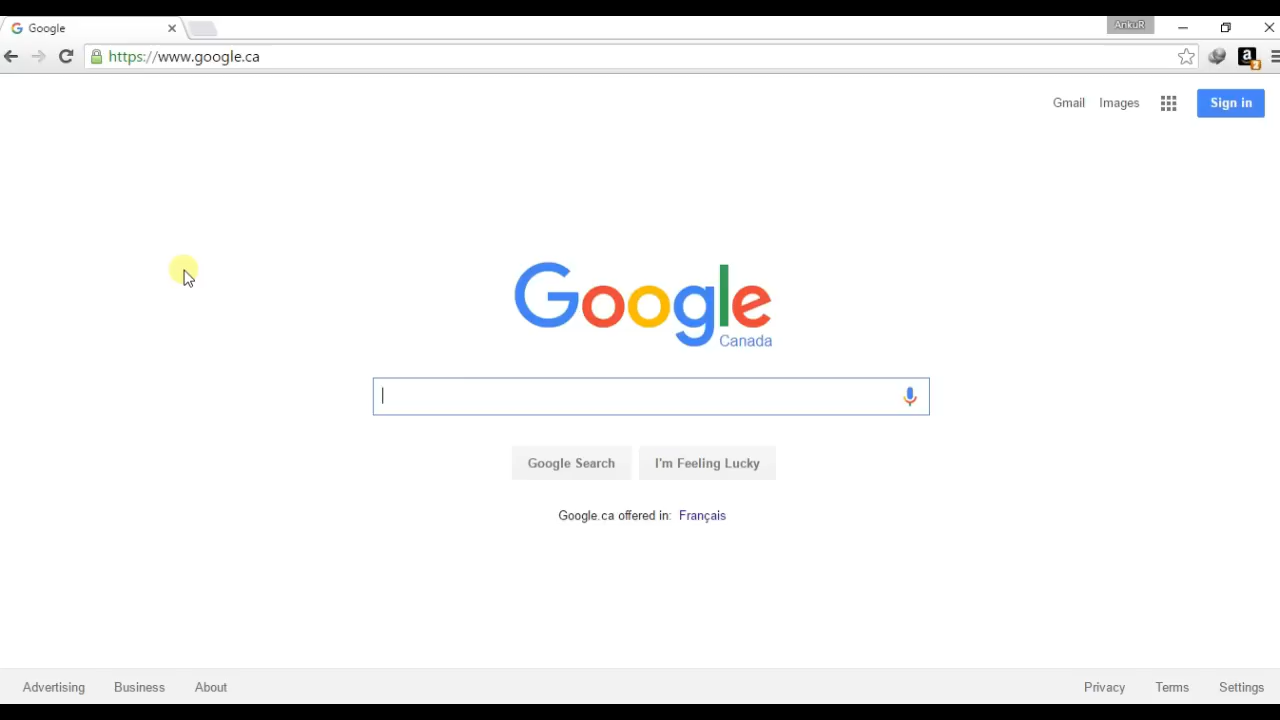 Google
AnkuR
https://www.google.ca
Gmail Images Sign in
Google
Canada
Google Search I'm Feeling Lucky
Google.ca offered in: Français
Advertising Business About Privacy Terms Settings